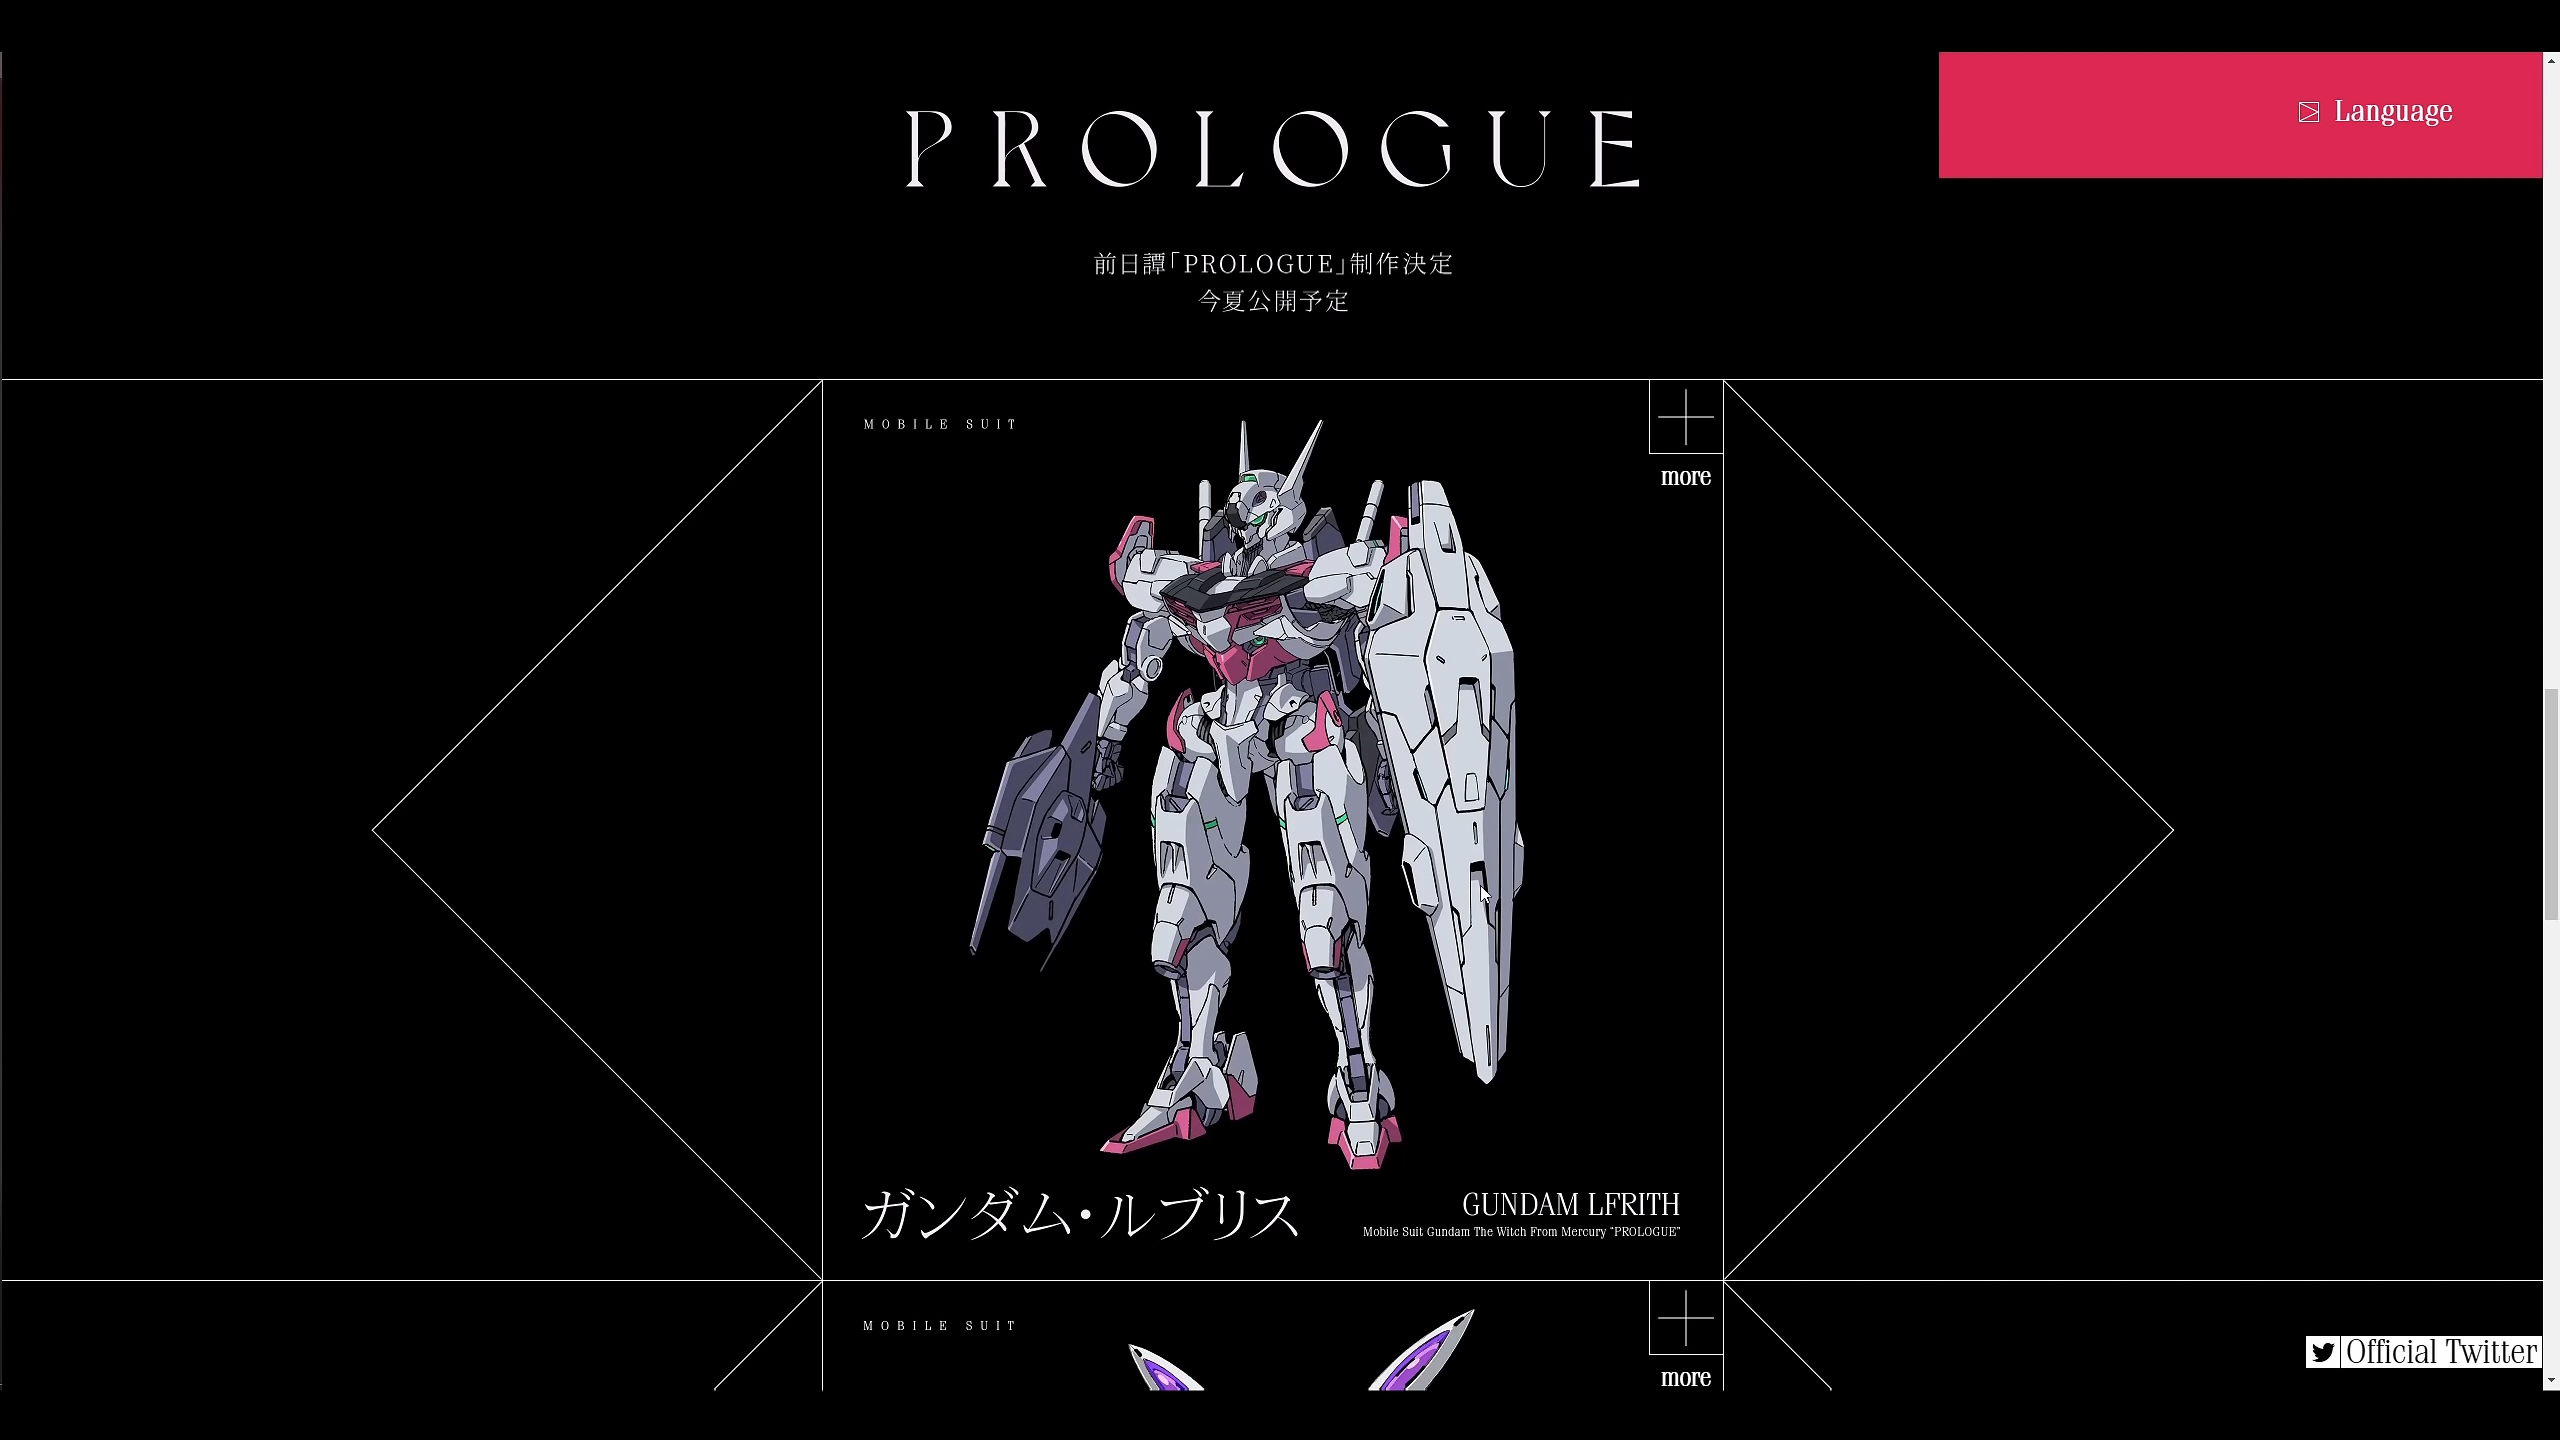 PROLOGUE
Language
前日譚「PROLOGUE」制作決定
今夏公開予定
MOBILE SUIT
more
ガンダム・ルブリス
GUNDAM LFRITH
Mobile Suit Gundam The Witch From Mercury “PROLOGUE”
MOBILE SUIT
more
Official Twitter